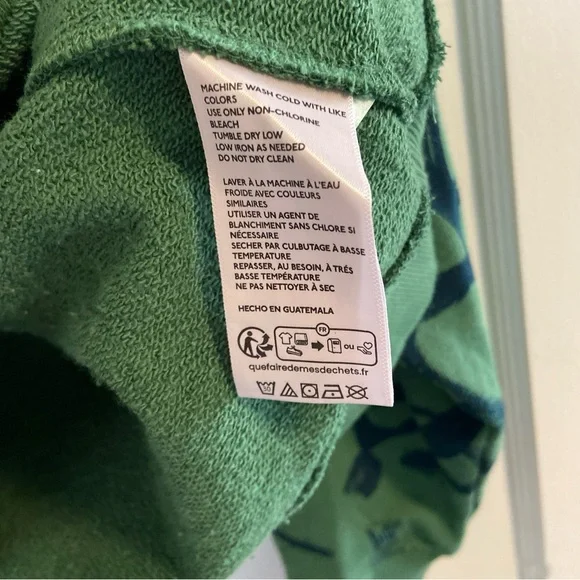 MACHINE WASH COLD WITH LIKE
COLORS
USE ONLY NON-CHLORINE
BLEACH
TUMBLE DRY LOW
LOW IRON AS NEEDED
DO NOT DRY CLEAN
LAVER À LA MACHINE À L'EAU
FROIDE AVEC COULEURS
SIMILAIRES
UTILISER UN AGENT DE
BLANCHIMENT SANS CHLORE SI
NÉCESSAIRE
SECHER PAR CULBUTAGE À BASSE
TEMPERATURE
REPASSER, AU BESOIN, À TRÉS
BASSE TEMPÉRATURE
NE PAS NETTOYER À SEC
HECHO EN GUATEMALA
FR
OU
quefairedemesdechets.fr